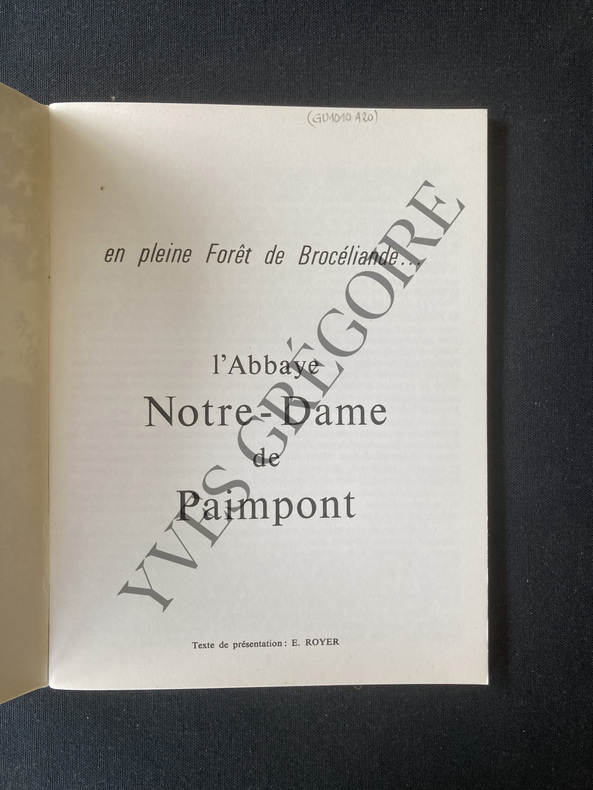 (GU1010 A20)
en pleine Forêt de Brocéliande...
l'Abbaye
Notre-Dame
de
Paimpont
YVES GRÉGOIRE
Texte de présentation : E. ROYER